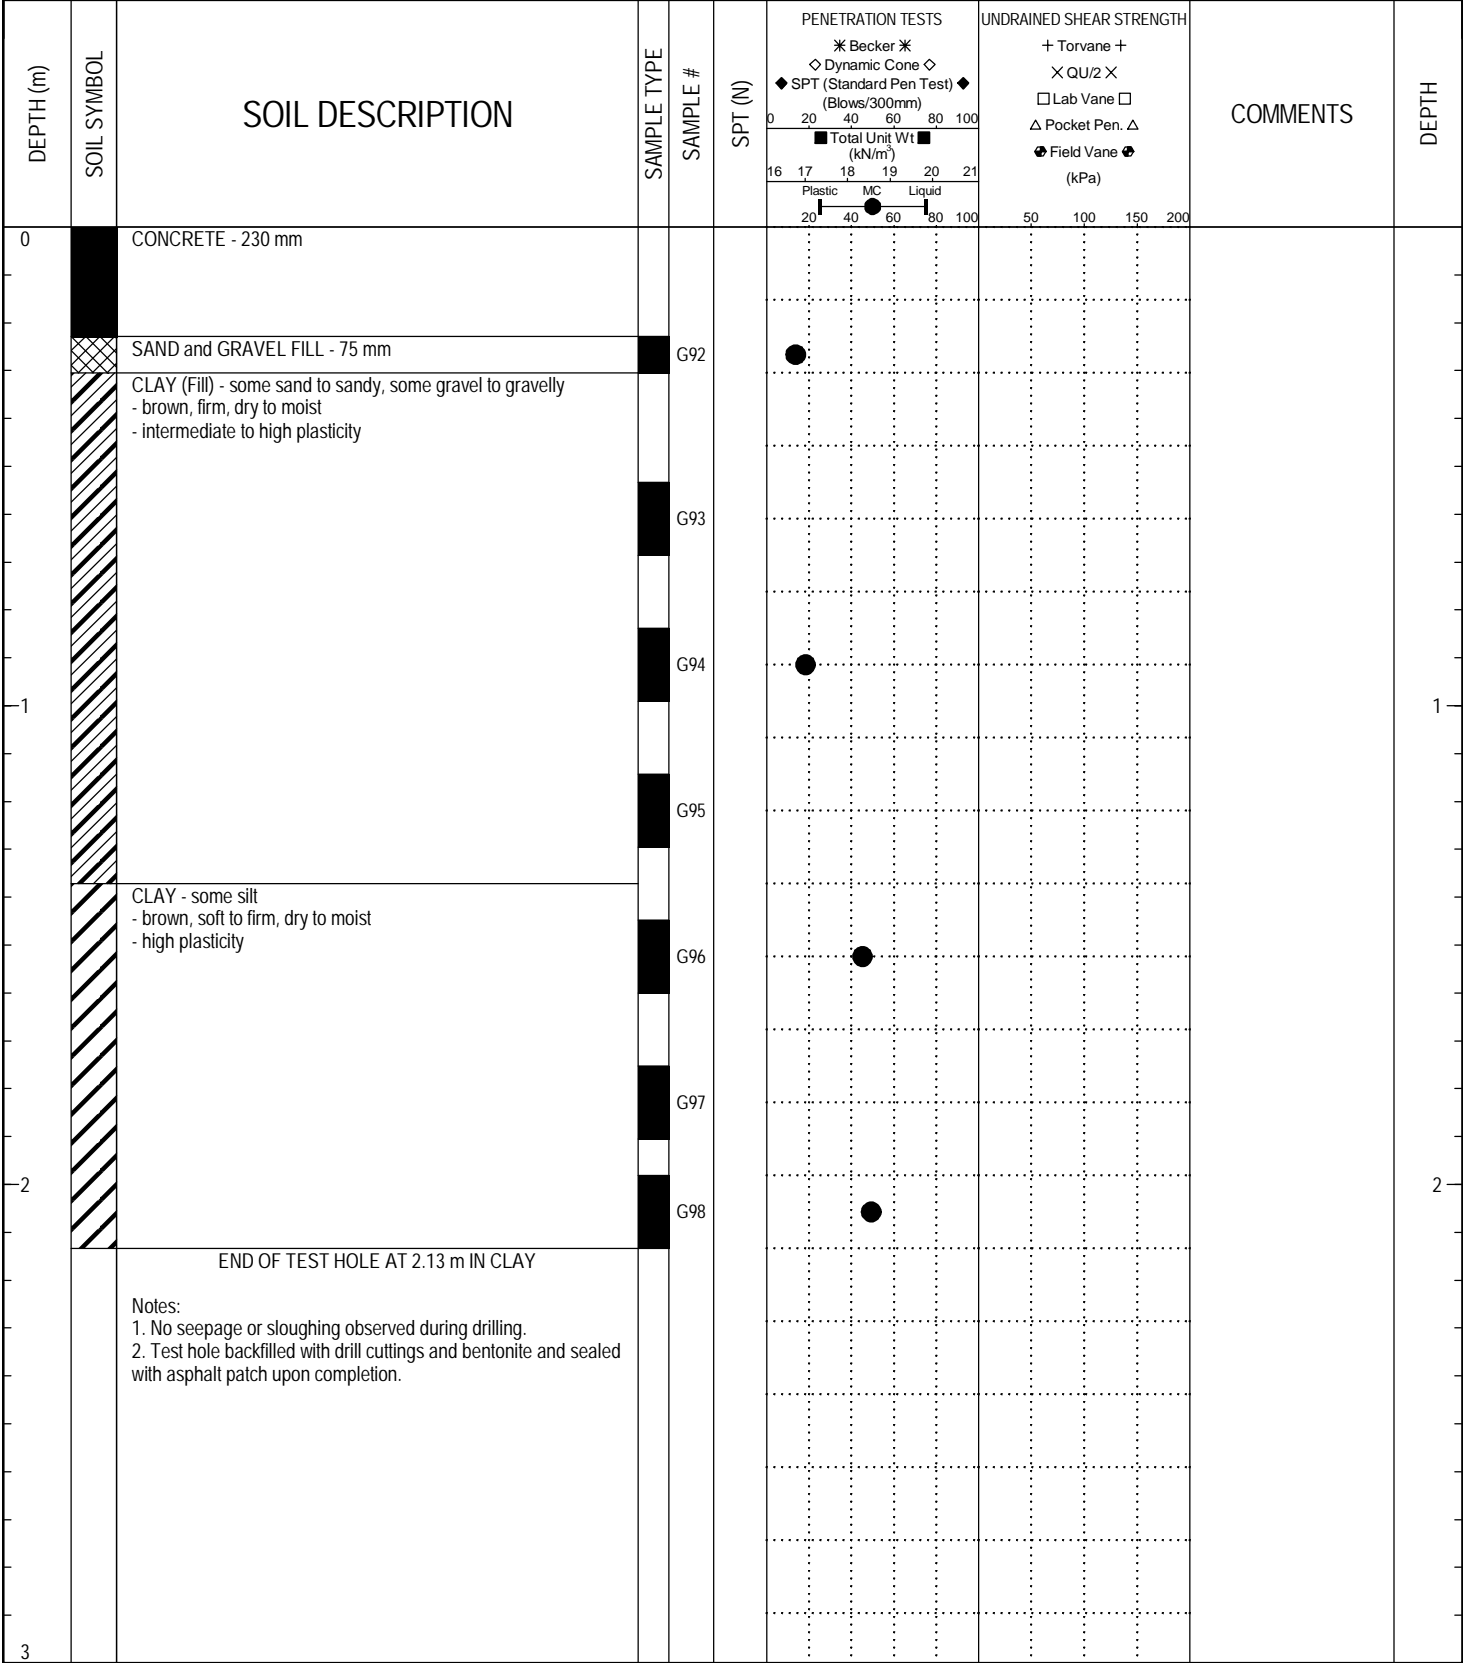 DEPTH (m)
SOIL SYMBOL
SOIL DESCRIPTION
SAMPLE TYPE
SAMPLE #
SPT (N)
PENETRATION TESTS
✳ Becker ✳
◇ Dynamic Cone ◇
◆ SPT (Standard Pen Test) ◆
(Blows/300mm)
0 20 40 60 80 100
■ Total Unit Wt ■
(kN/m³)
16 17 18 19 20 21
Plastic MC Liquid
20 40 60 80 100
UNDRAINED SHEAR STRENGTH
+ Torvane +
× QU/2 ×
□ Lab Vane □
△ Pocket Pen. △
Field Vane
(kPa)
50 100 150 200
COMMENTS
DEPTH
0
CONCRETE - 230 mm
SAND and GRAVEL FILL - 75 mm
G92
CLAY (Fill) - some sand to sandy, some gravel to gravelly
- brown, firm, dry to moist
- intermediate to high plasticity
G93
G94
1 1
G95
CLAY - some silt
- brown, soft to firm, dry to moist
- high plasticity
G96
G97
2 2
G98
END OF TEST HOLE AT 2.13 m IN CLAY
Notes:
1. No seepage or sloughing observed during drilling.
2. Test hole backfilled with drill cuttings and bentonite and sealed
with asphalt patch upon completion.
3